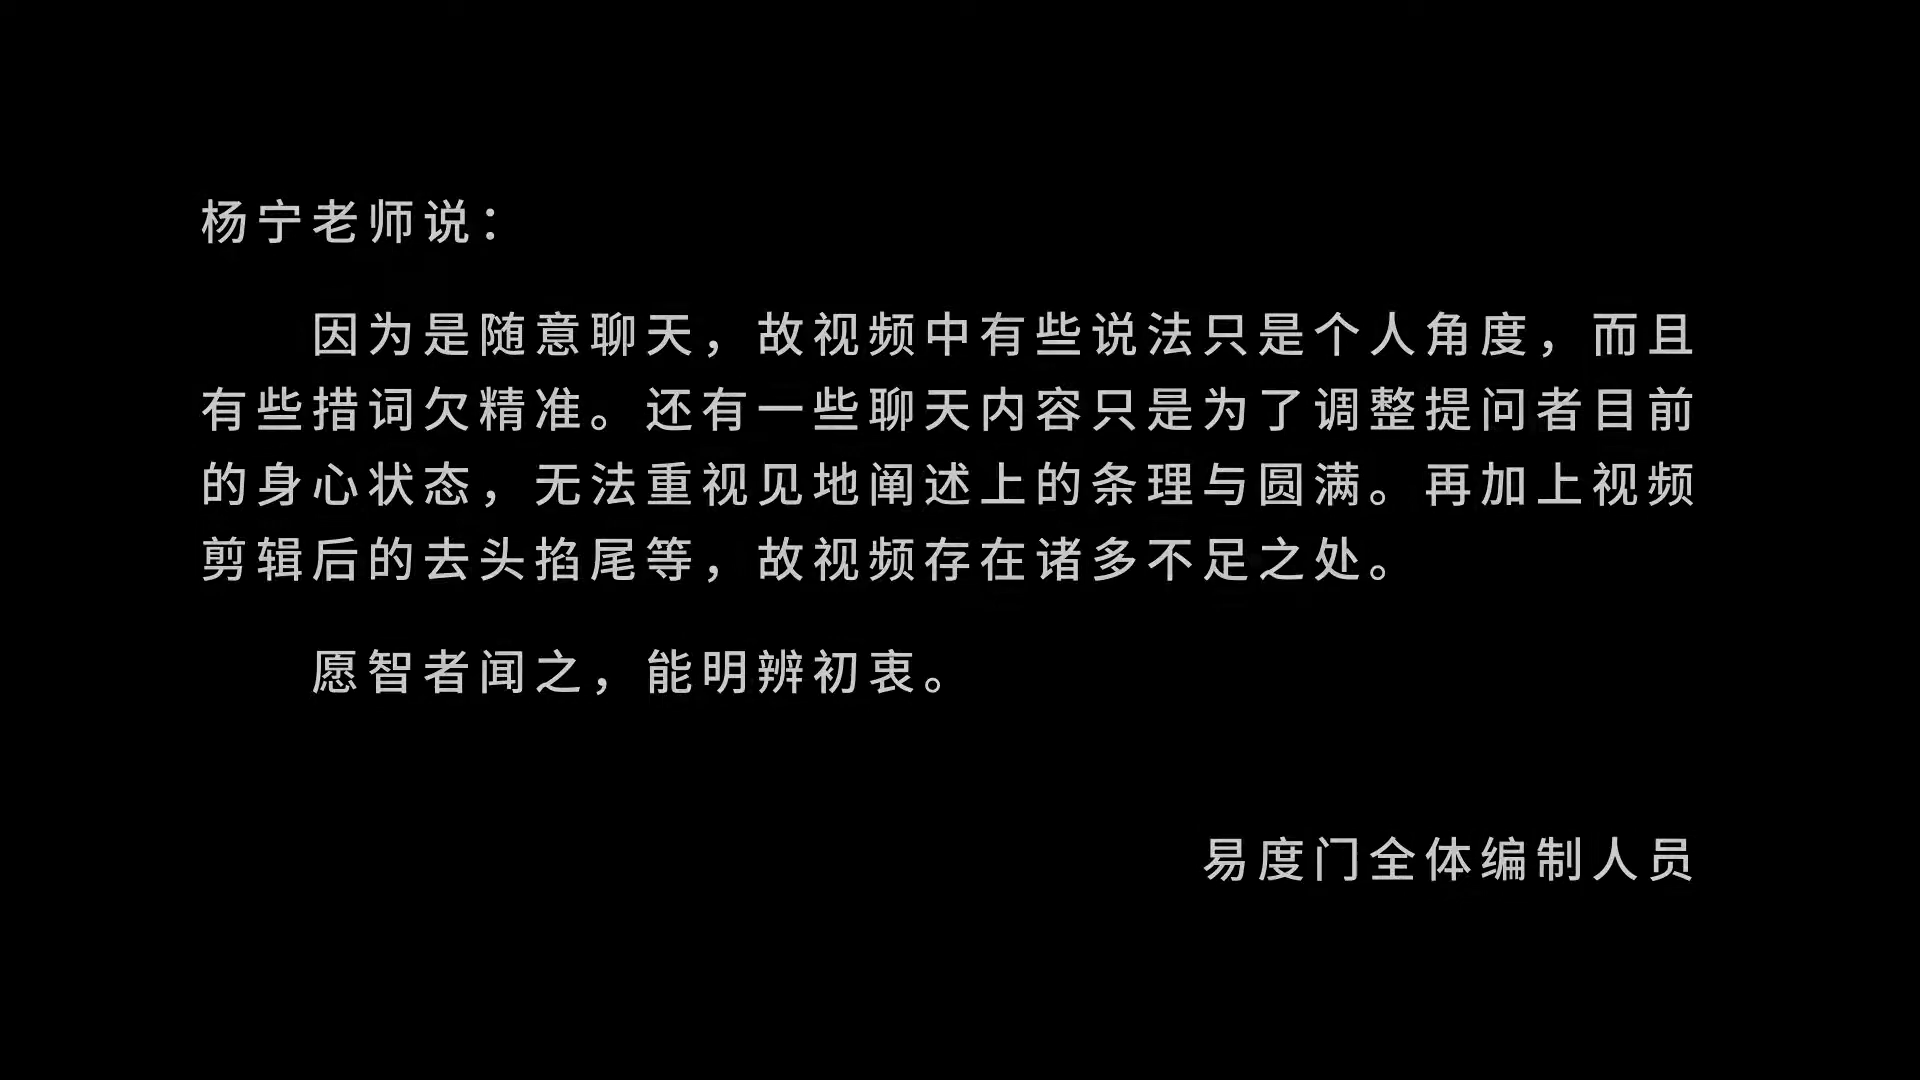 杨宁老师说：
因为是随意聊天，故视频中有些说法只是个人角度，而且
有些措词欠精准。还有一些聊天内容只是为了调整提问者目前
的身心状态，无法重视见地阐述上的条理与圆满。再加上视频
剪辑后的去头掐尾等，故视频存在诸多不足之处。
愿智者闻之，能明辨初衷。
易度门全体编制人员